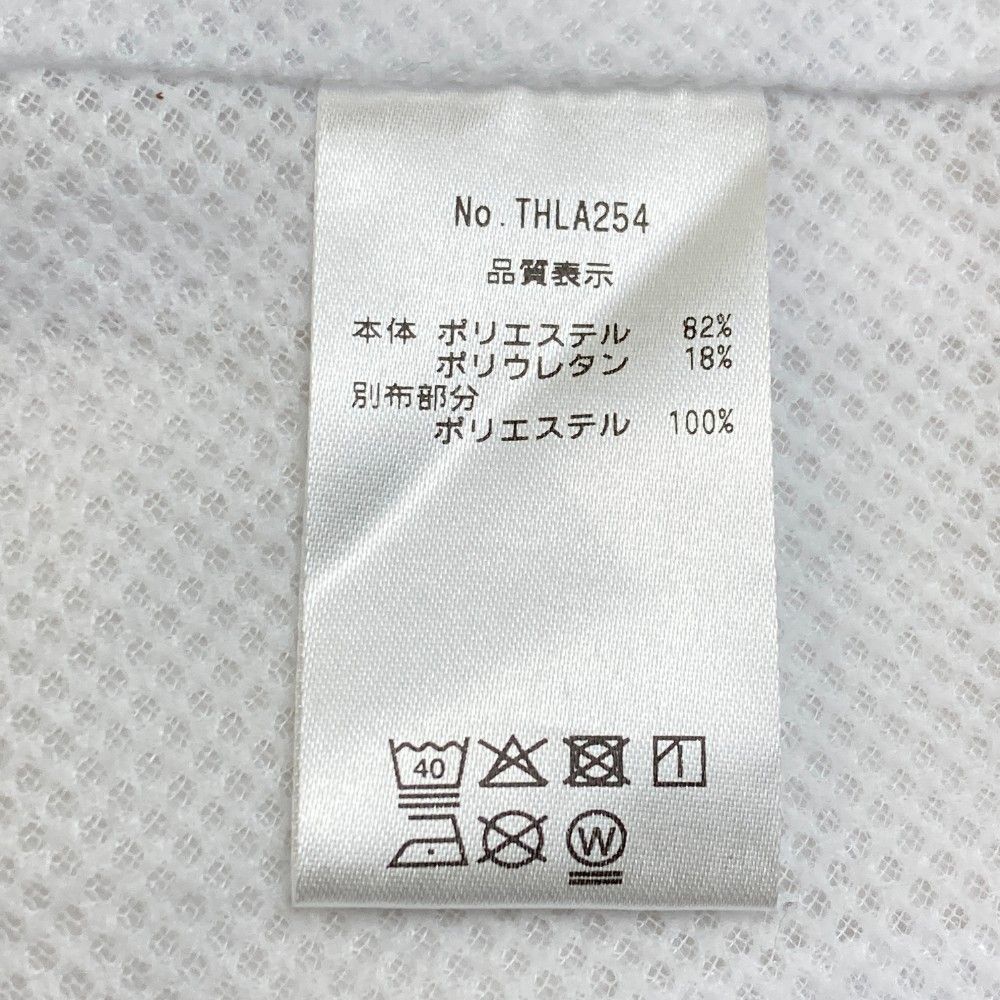 No.THLA254
品質表示
本体 ポリエステル 82%
ポリウレタン 18%
別布部分
ポリエステル 100%
40
W